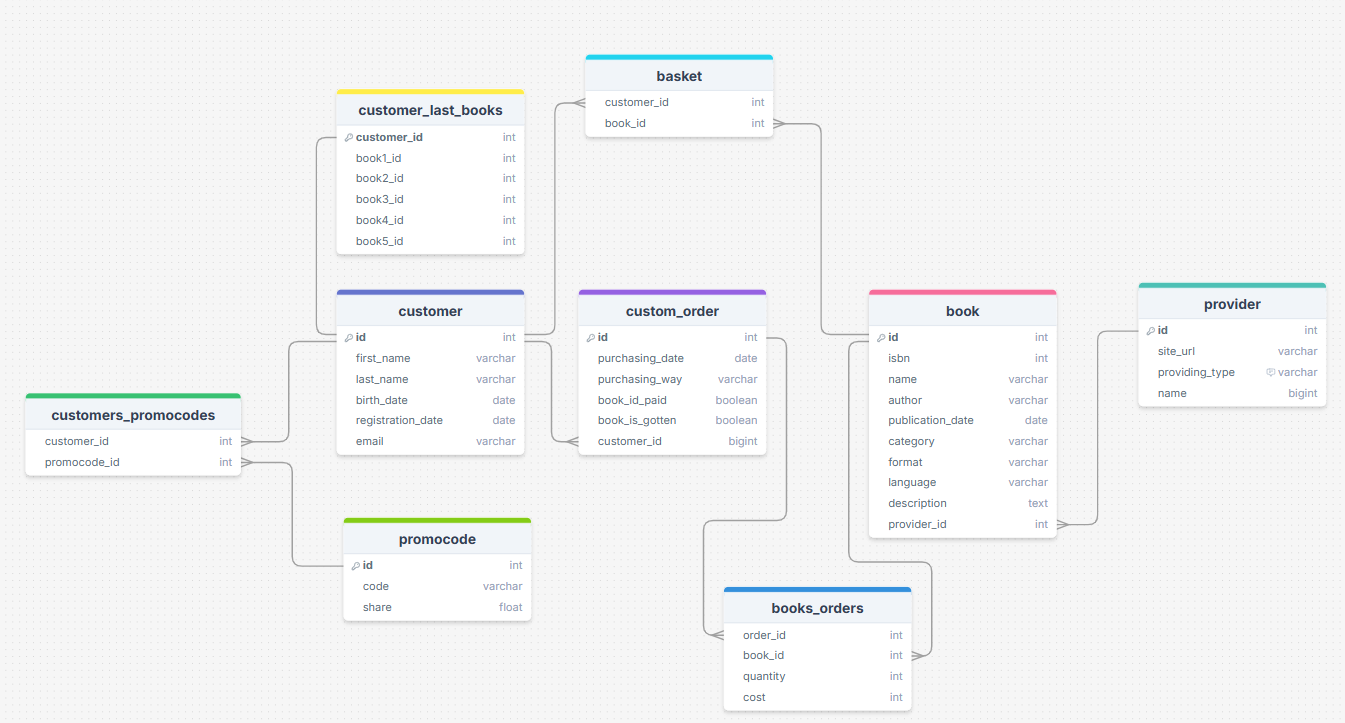 basket
customer_id int
book_id int
customer_last_books
customer_id int
book1_id int
book2_id int
book3_id int
book4_id int
book5_id int
customer
id int
first_name varchar
last_name varchar
birth_date date
registration_date date
email varchar
custom_order
id int
purchasing_date date
purchasing_way varchar
book_id_paid boolean
book_is_gotten boolean
customer_id bigint
book
id int
isbn int
name varchar
author varchar
publication_date date
category varchar
format varchar
language varchar
description text
provider_id int
provider
id int
site_url varchar
providing_type varchar
name bigint
customers_promocodes
customer_id int
promocode_id int
promocode
id int
code varchar
share float
books_orders
order_id int
book_id int
quantity int
cost int